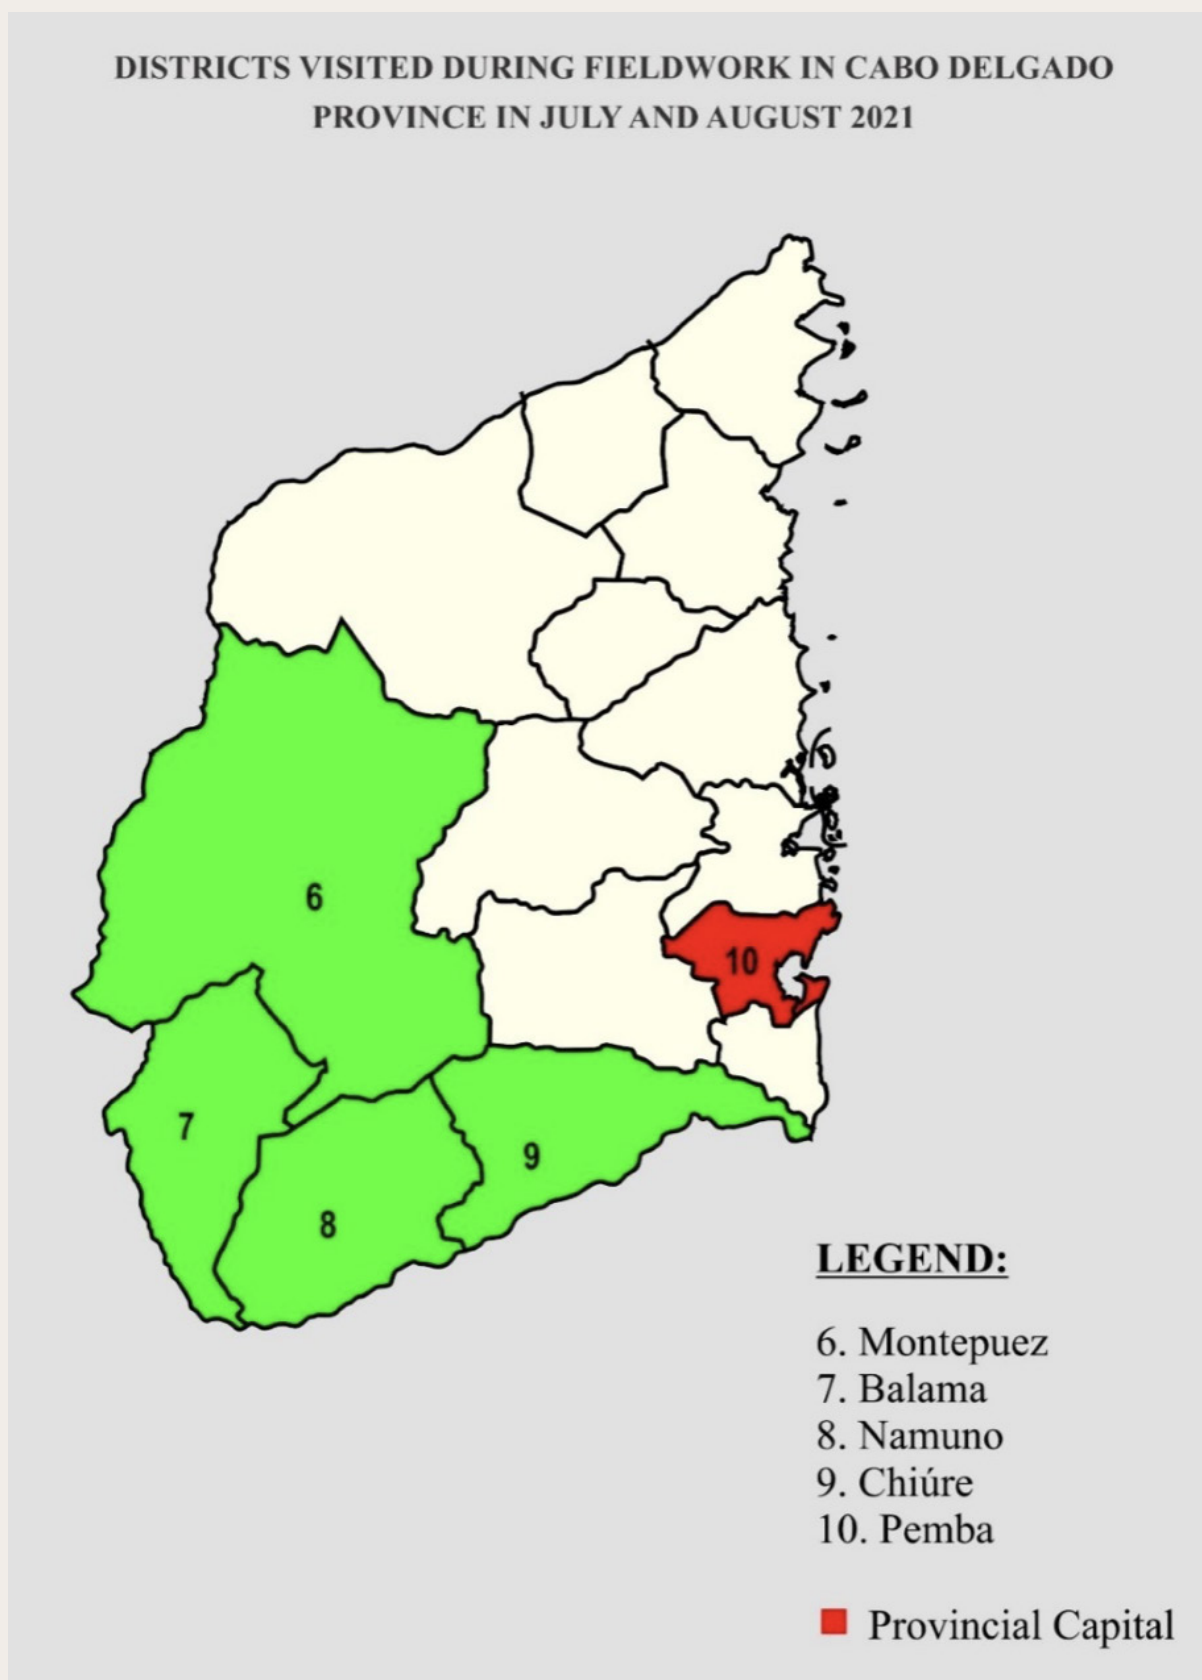 DISTRICTS VISITED DURING FIELDWORK IN CABO DELGADO
PROVINCE IN JULY AND AUGUST 2021
6
10
7
9
8
LEGEND:
6. Montepuez
7. Balama
8. Namuno
9. Chiúre
10. Pemba
Provincial Capital